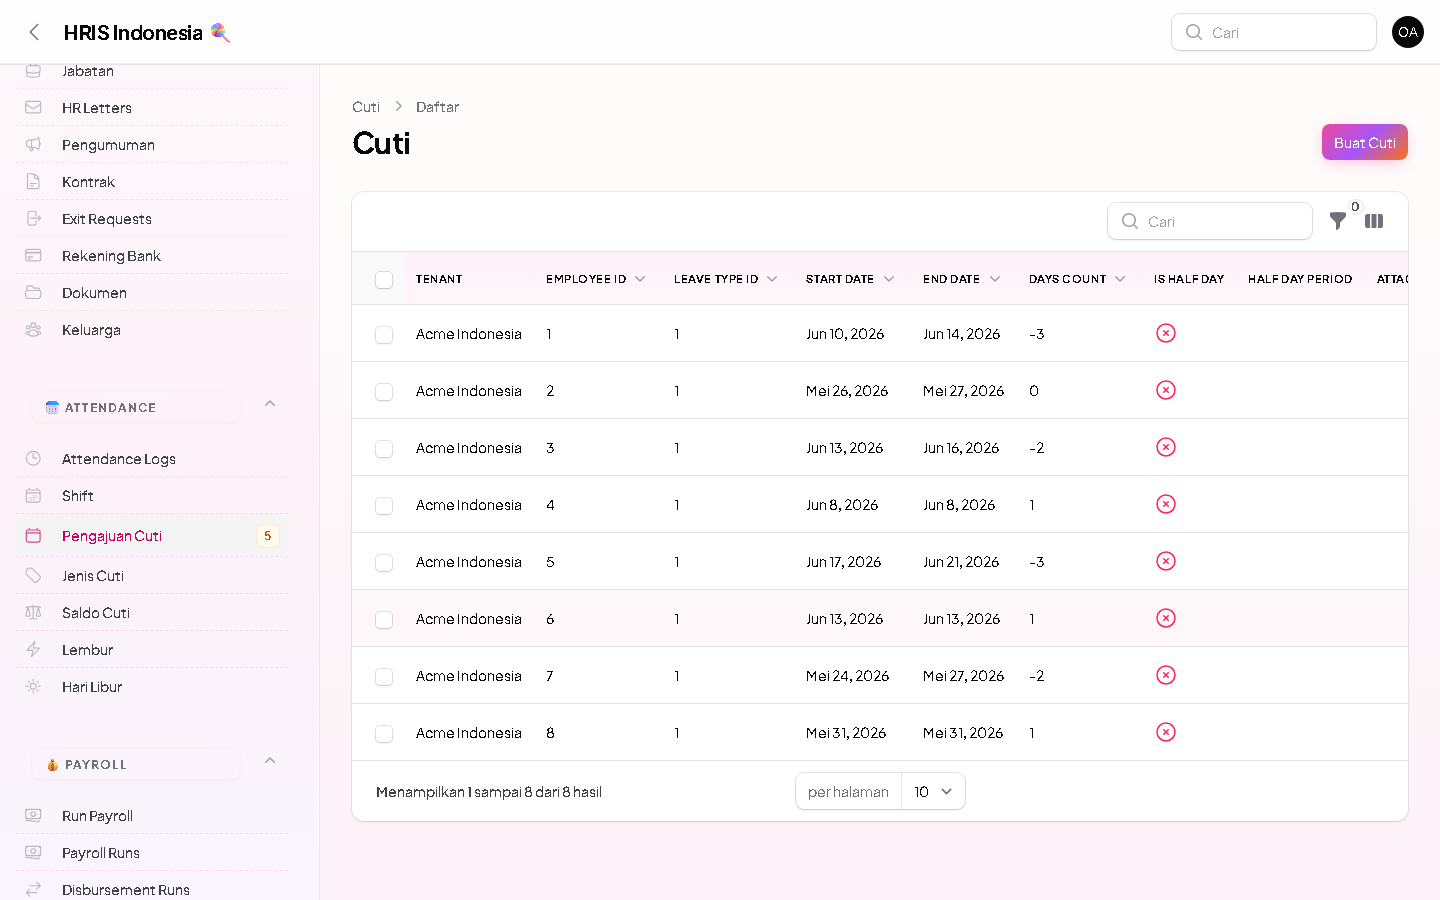 HRIS Indonesia 🍭
Cari
OA
Jabatan
HR Letters
Pengumuman
Kontrak
Exit Requests
Rekening Bank
Dokumen
Keluarga
ATTENDANCE
Attendance Logs
Shift
Pengajuan Cuti 5
Jenis Cuti
Saldo Cuti
Lembur
Hari Libur
PAYROLL
Run Payroll
Payroll Runs
Disbursement Runs
Cuti > Daftar
Cuti
Buat Cuti
Cari
0
TENANT EMPLOYEE ID LEAVE TYPE ID START DATE END DATE DAYS COUNT IS HALF DAY HALF DAY PERIOD ATTAC
Acme Indonesia 1 1 Jun 10, 2026 Jun 14, 2026 -3
Acme Indonesia 2 1 Mei 26, 2026 Mei 27, 2026 0
Acme Indonesia 3 1 Jun 13, 2026 Jun 16, 2026 -2
Acme Indonesia 4 1 Jun 8, 2026 Jun 8, 2026 1
Acme Indonesia 5 1 Jun 17, 2026 Jun 21, 2026 -3
Acme Indonesia 6 1 Jun 13, 2026 Jun 13, 2026 1
Acme Indonesia 7 1 Mei 24, 2026 Mei 27, 2026 -2
Acme Indonesia 8 1 Mei 31, 2026 Mei 31, 2026 1
Menampilkan 1 sampai 8 dari 8 hasil
per halaman 10